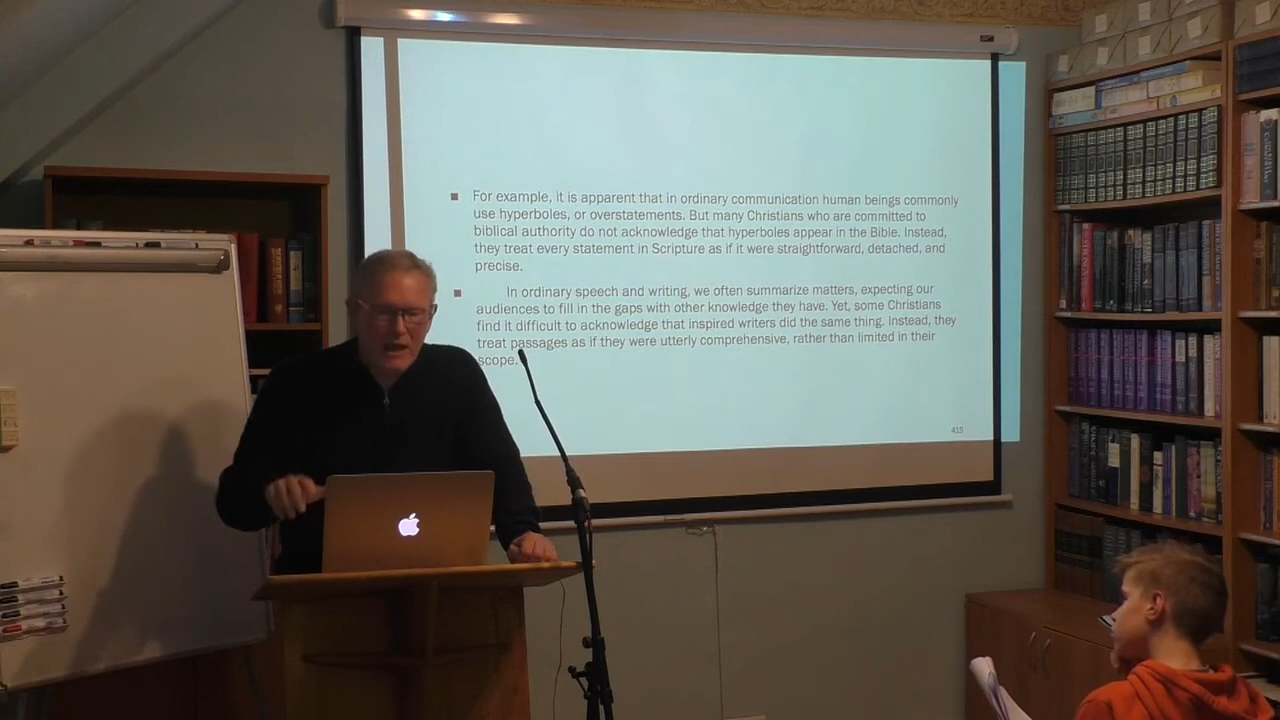 For example, it is apparent that in ordinary communication human beings commonly
use hyperboles, or overstatements. But many Christians who are committed to
biblical authority do not acknowledge that hyperboles appear in the Bible. Instead,
they treat every statement in Scripture as if it were straightforward, detached, and
precise.
In ordinary speech and writing, we often summarize matters, expecting our
audiences to fill in the gaps with other knowledge they have. Yet, some Christians
find it difficult to acknowledge that inspired writers did the same thing. Instead, they
treat passages as if they were utterly comprehensive, rather than limited in their
scope.
415